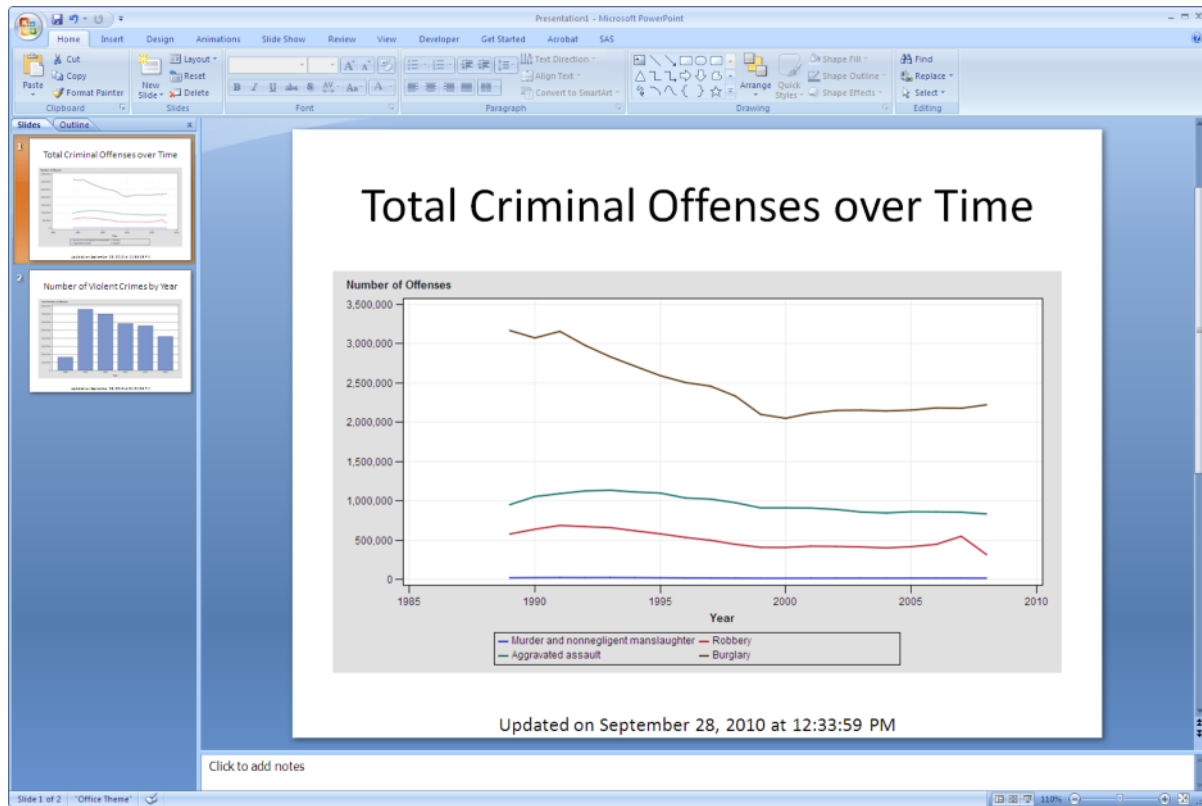 Presentation1 - Microsoft PowerPoint
Home Insert Design Animations Slide Show Review View Developer Get Started Acrobat SAS
Paste
Cut
Copy
Format Painter
Clipboard
New
Slide
Layout
Reset
Delete
Slides
Font
Text Direction
Align Text
Convert to SmartArt
Paragraph
Arrange
Quick
Styles
Shape Fill
Shape Outline
Shape Effects
Drawing
Find
Replace
Select
Editing
Slides Outline x
1
Total Criminal Offenses over Time
2
Number of Violent Crimes by Year
Total Criminal Offenses over Time
Number of Offenses
3,500,000
3,000,000
2,500,000
2,000,000
1,500,000
1,000,000
500,000
0
1985 1990 1995 2000 2005 2010
Year
Murder and nonnegligent manslaughter Robbery
Aggravated assault Burglary
Updated on September 28, 2010 at 12:33:59 PM
Click to add notes
Slide 1 of 2 "Office Theme" 110%